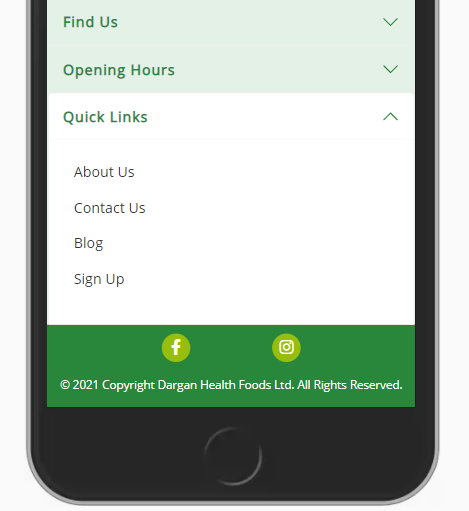 Find Us
Opening Hours
Quick Links
About Us
Contact Us
Blog
Sign Up
© 2021 Copyright Dargan Health Foods Ltd. All Rights Reserved.